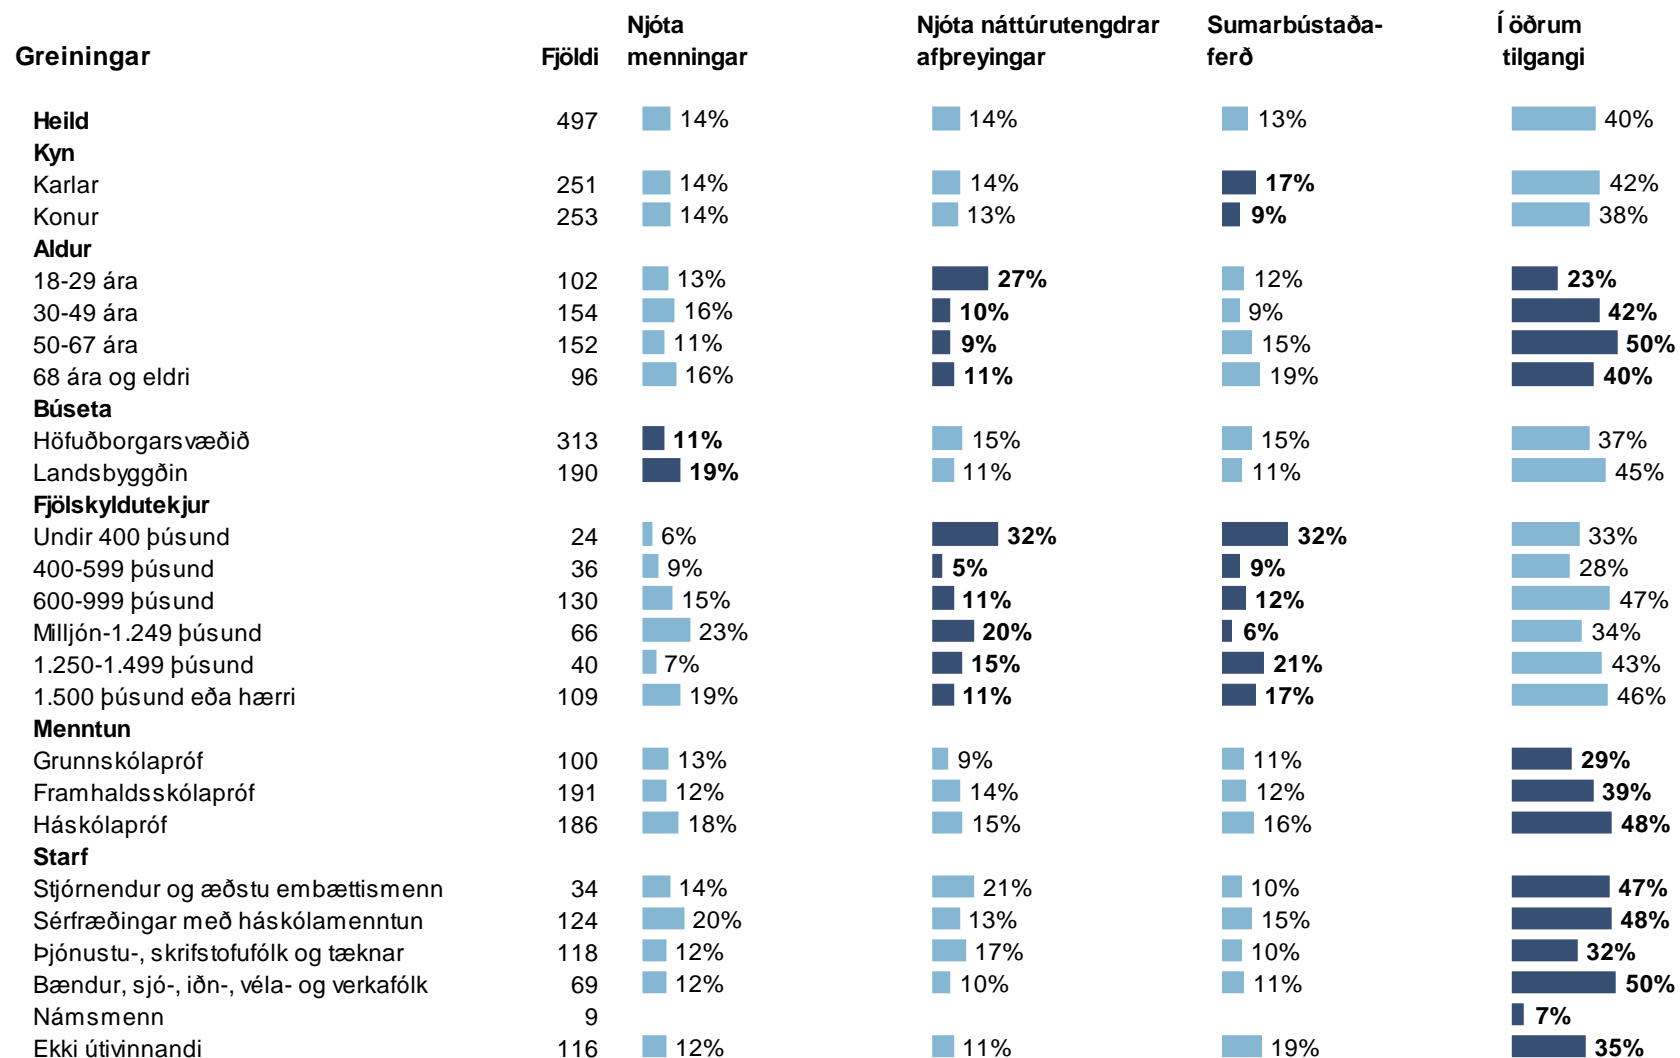 Greiningar Fjöldi Njóta menningar Njóta náttúrutengdrar afþreyingar Sumarbústaða- ferð Í öðrum tilgangi
Heild 497 14% 14% 13% 40%
Kyn
Karlar 251 14% 14% 17% 42%
Konur 253 14% 13% 9% 38%
Aldur
18-29 ára 102 13% 27% 12% 23%
30-49 ára 154 16% 10% 9% 42%
50-67 ára 152 11% 9% 15% 50%
68 ára og eldri 96 16% 11% 19% 40%
Búseta
Höfuðborgarsvæðið 313 11% 15% 15% 37%
Landsbyggðin 190 19% 11% 11% 45%
Fjölskyldutekjur
Undir 400 þúsund 24 6% 32% 32% 33%
400-599 þúsund 36 9% 5% 9% 28%
600-999 þúsund 130 15% 11% 12% 47%
Milljón-1.249 þúsund 66 23% 20% 6% 34%
1.250-1.499 þúsund 40 7% 15% 21% 43%
1.500 þúsund eða hærri 109 19% 11% 17% 46%
Menntun
Grunnskólapróf 100 13% 9% 11% 29%
Framhaldsskólapróf 191 12% 14% 12% 39%
Háskólapróf 186 18% 15% 16% 48%
Starf
Stjórnendur og æðstu embættismenn 34 14% 21% 10% 47%
Sérfræðingar með háskólamenntun 124 20% 13% 15% 48%
Þjónustu-, skrifstofufólk og tæknar 118 12% 17% 10% 32%
Bændur, sjó-, iðn-, véla- og verkafólk 69 12% 10% 11% 50%
Námsmenn 9 7%
Ekki útivinnandi 116 12% 11% 19% 35%